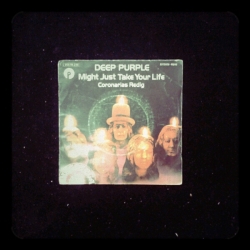 DEEP PURPLE
Might Just Take Your Life
Coronarias Redig